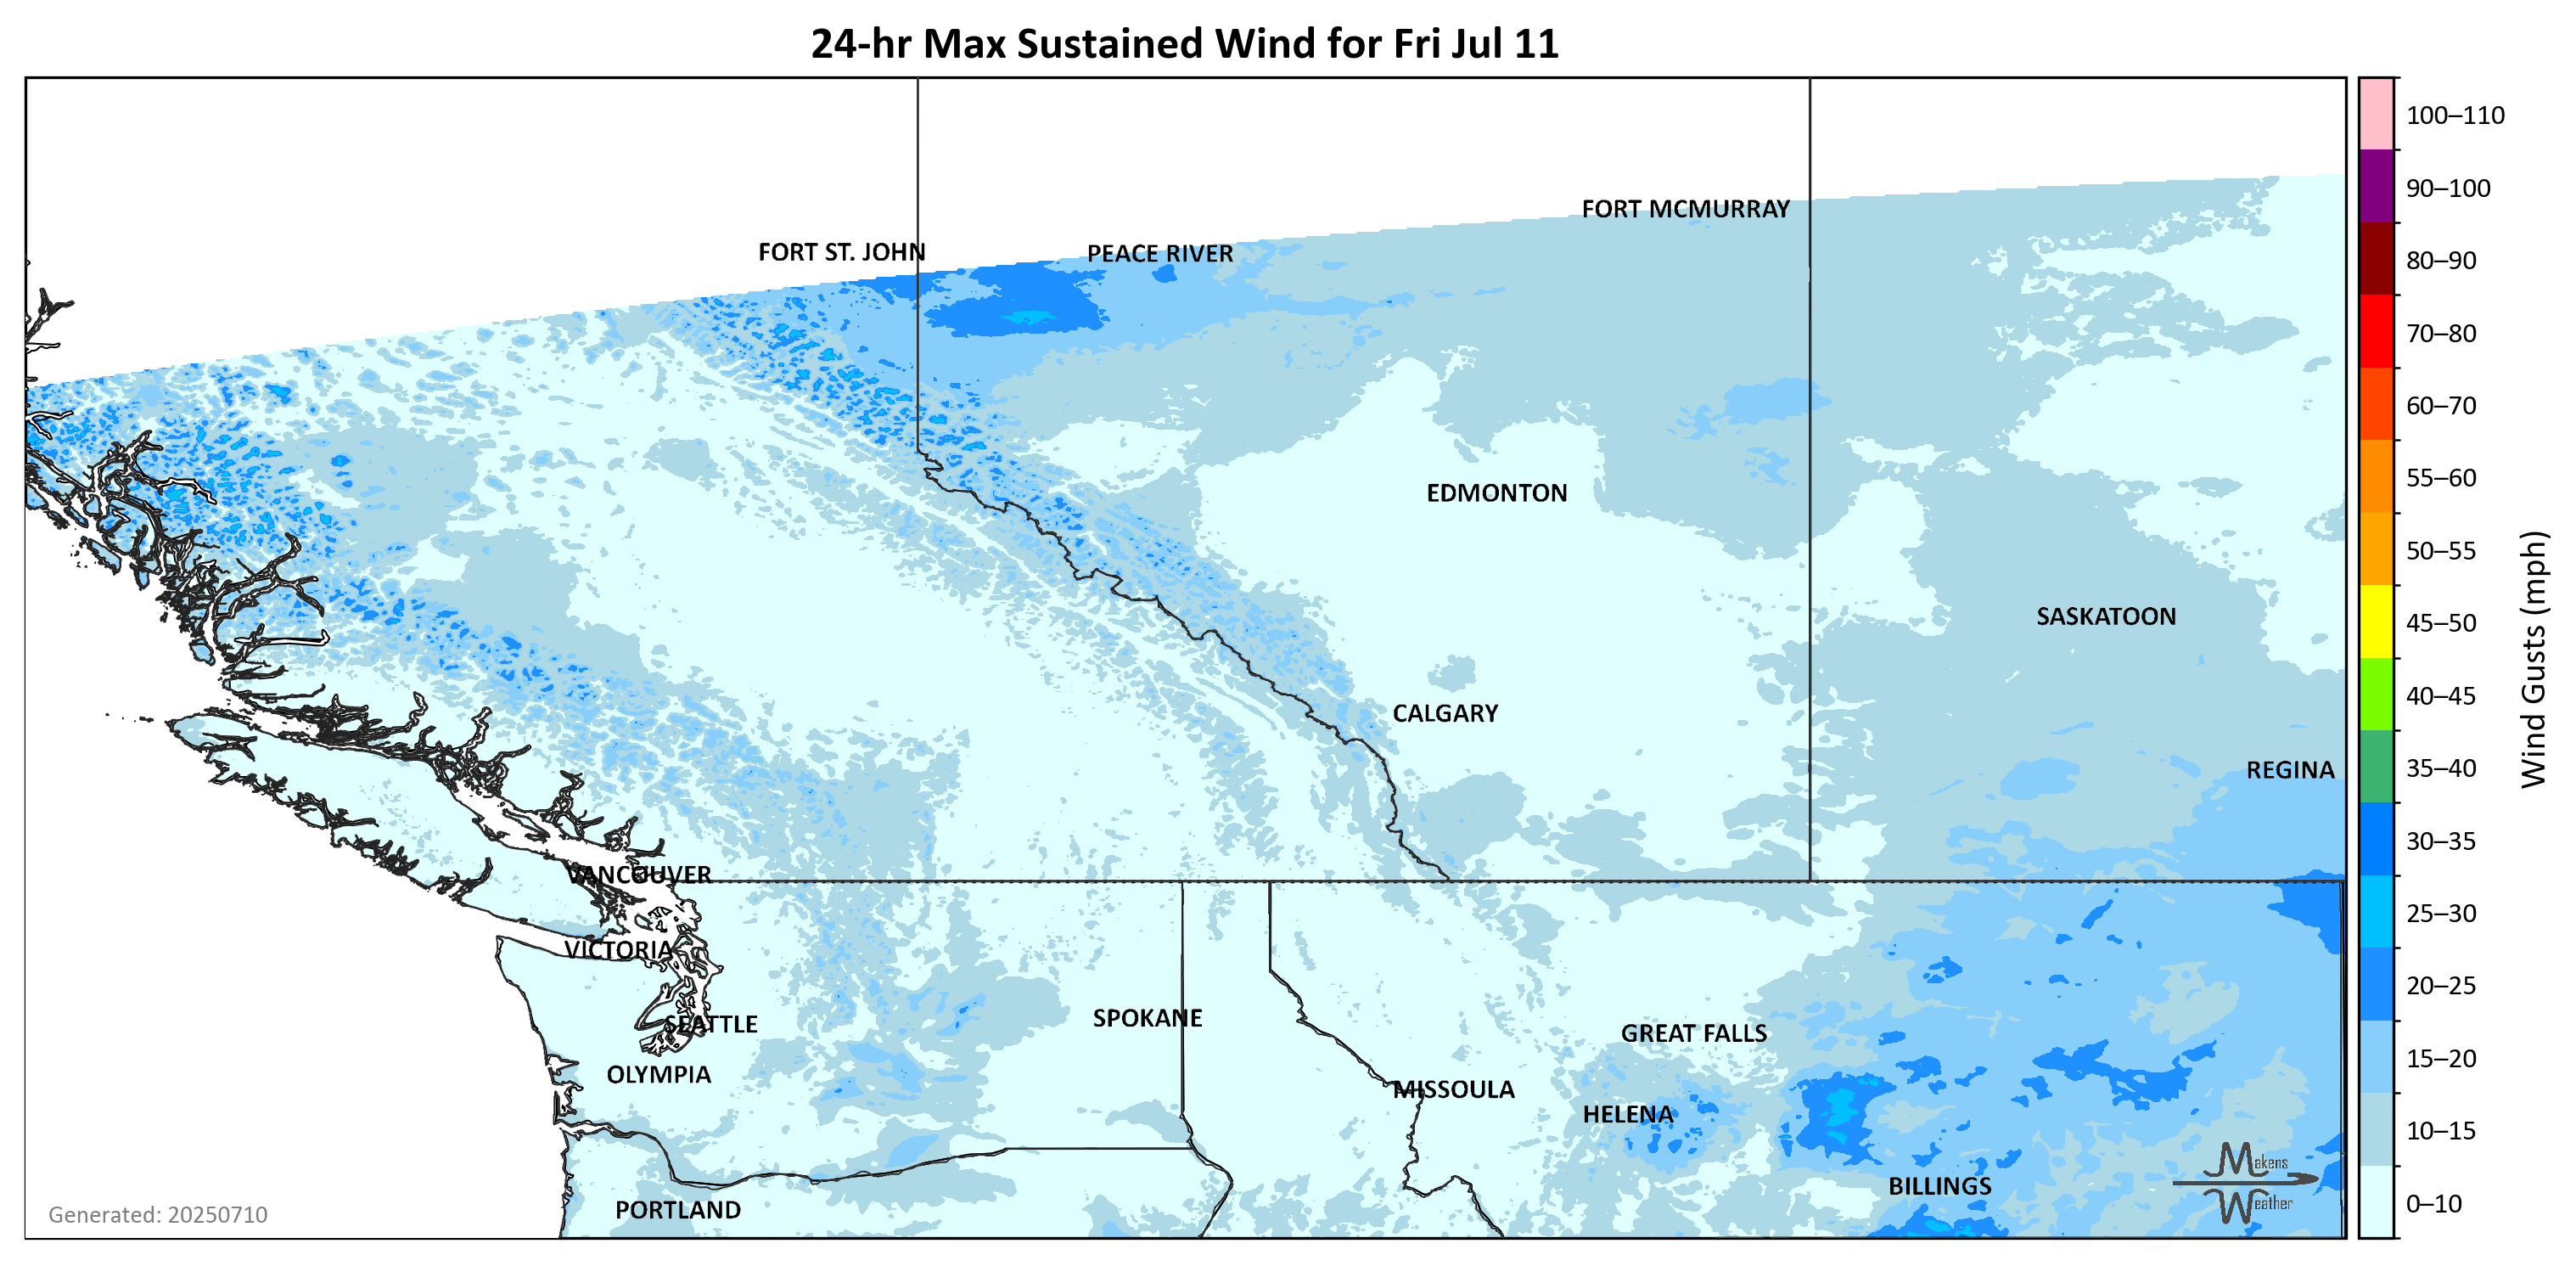 24-hr Max Sustained Wind for Fri Jul 11
FORT MCMURRAY
FORT ST. JOHN
PEACE RIVER
EDMONTON
SASKATOON
CALGARY
REGINA
VANCOUVER
VICTORIA
SPOKANE
SEATTLE
GREAT FALLS
OLYMPIA
MISSOULA
HELENA
BILLINGS
PORTLAND
Makens
Weather
Generated: 20250710
100–110
90–100
80–90
70–80
60–70
55–60
50–55
45–50
40–45
35–40
30–35
25–30
20–25
15–20
10–15
0–10
Wind Gusts (mph)